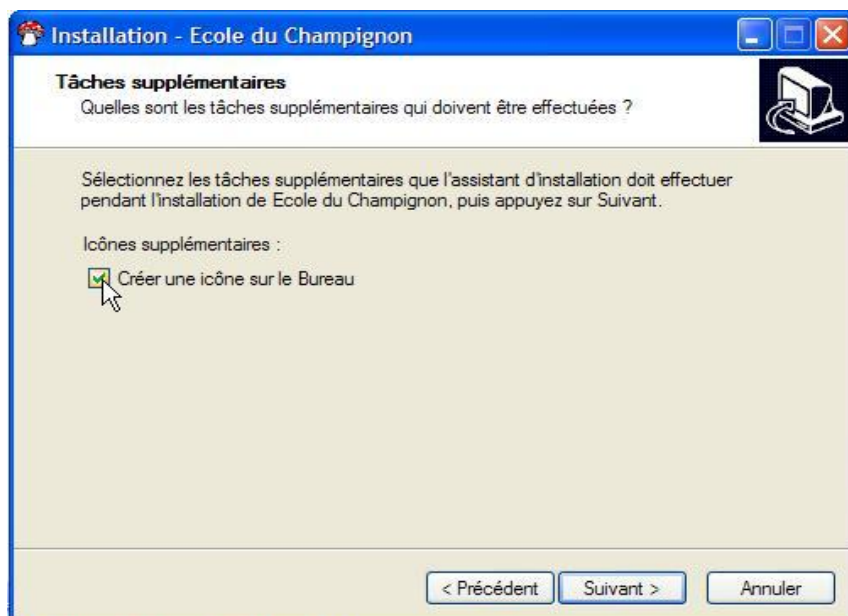 Installation - Ecole du Champignon
Tâches supplémentaires
Quelles sont les tâches supplémentaires qui doivent être effectuées ?
Sélectionnez les tâches supplémentaires que l'assistant d'installation doit effectuer
pendant l'installation de Ecole du Champignon, puis appuyez sur Suivant.
Icônes supplémentaires :
Créer une icône sur le Bureau
< Précédent Suivant > Annuler